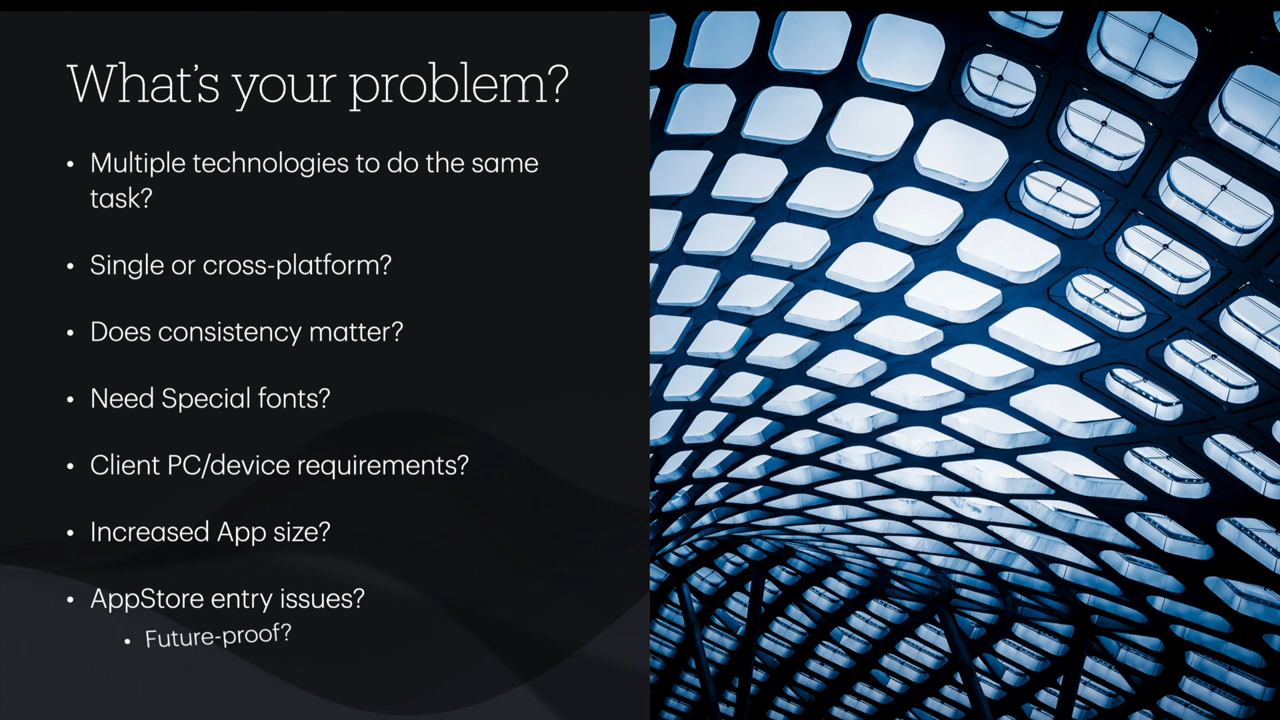 What's your problem?
• Multiple technologies to do the same
task?
• Single or cross-platform?
• Does consistency matter?
• Need Special fonts?
• Client PC/device requirements?
• Increased App size?
• AppStore entry issues?
• Future-proof?